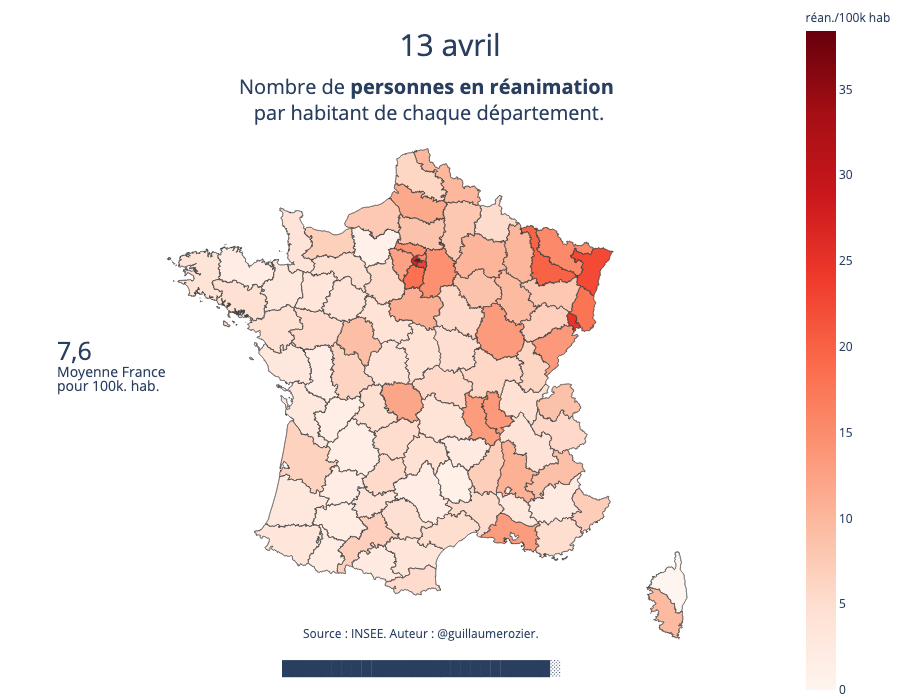 réan./100k hab
13 avril
Nombre de personnes en réanimation
par habitant de chaque département.
35
30
25
20
15
10
5
0
7,6
Moyenne France
pour 100k. hab.
Source : INSEE. Auteur : @guillaumerozier.